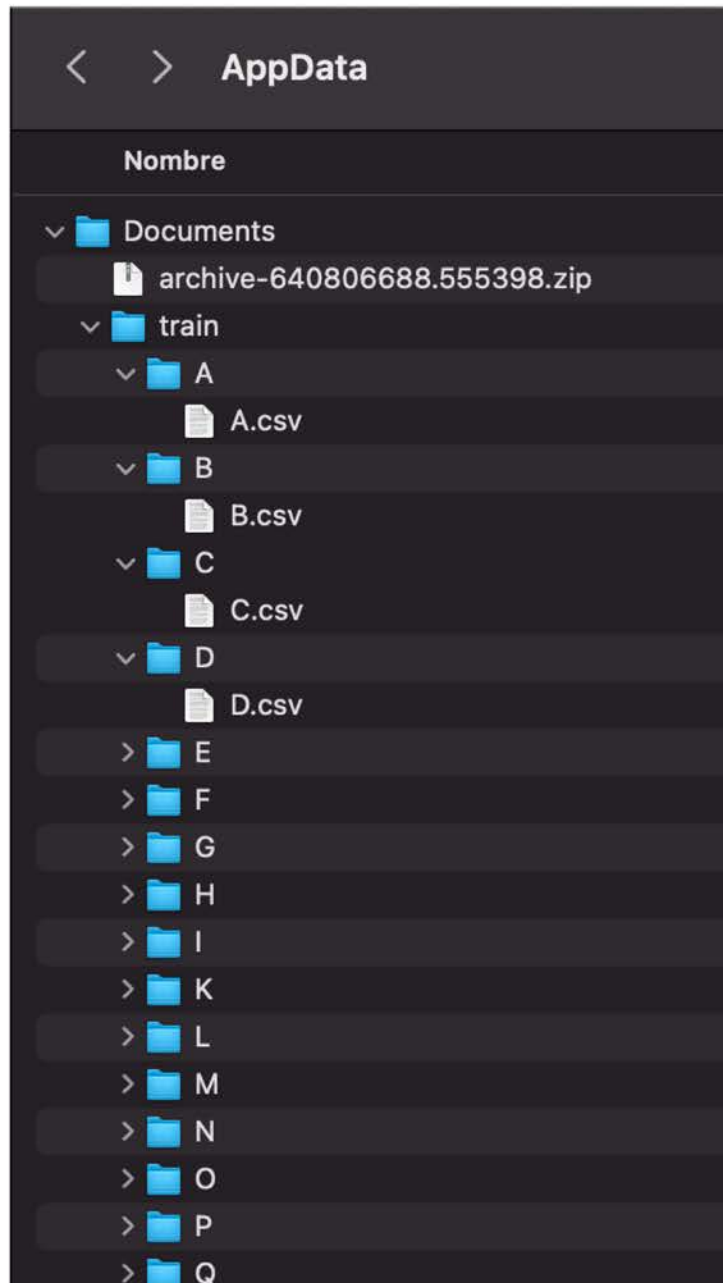 AppData
Nombre
Documents
archive-640806688.555398.zip
train
A
A.csv
B
B.csv
C
C.csv
D
D.csv
E
F
G
H
I
K
L
M
N
O
P
Q